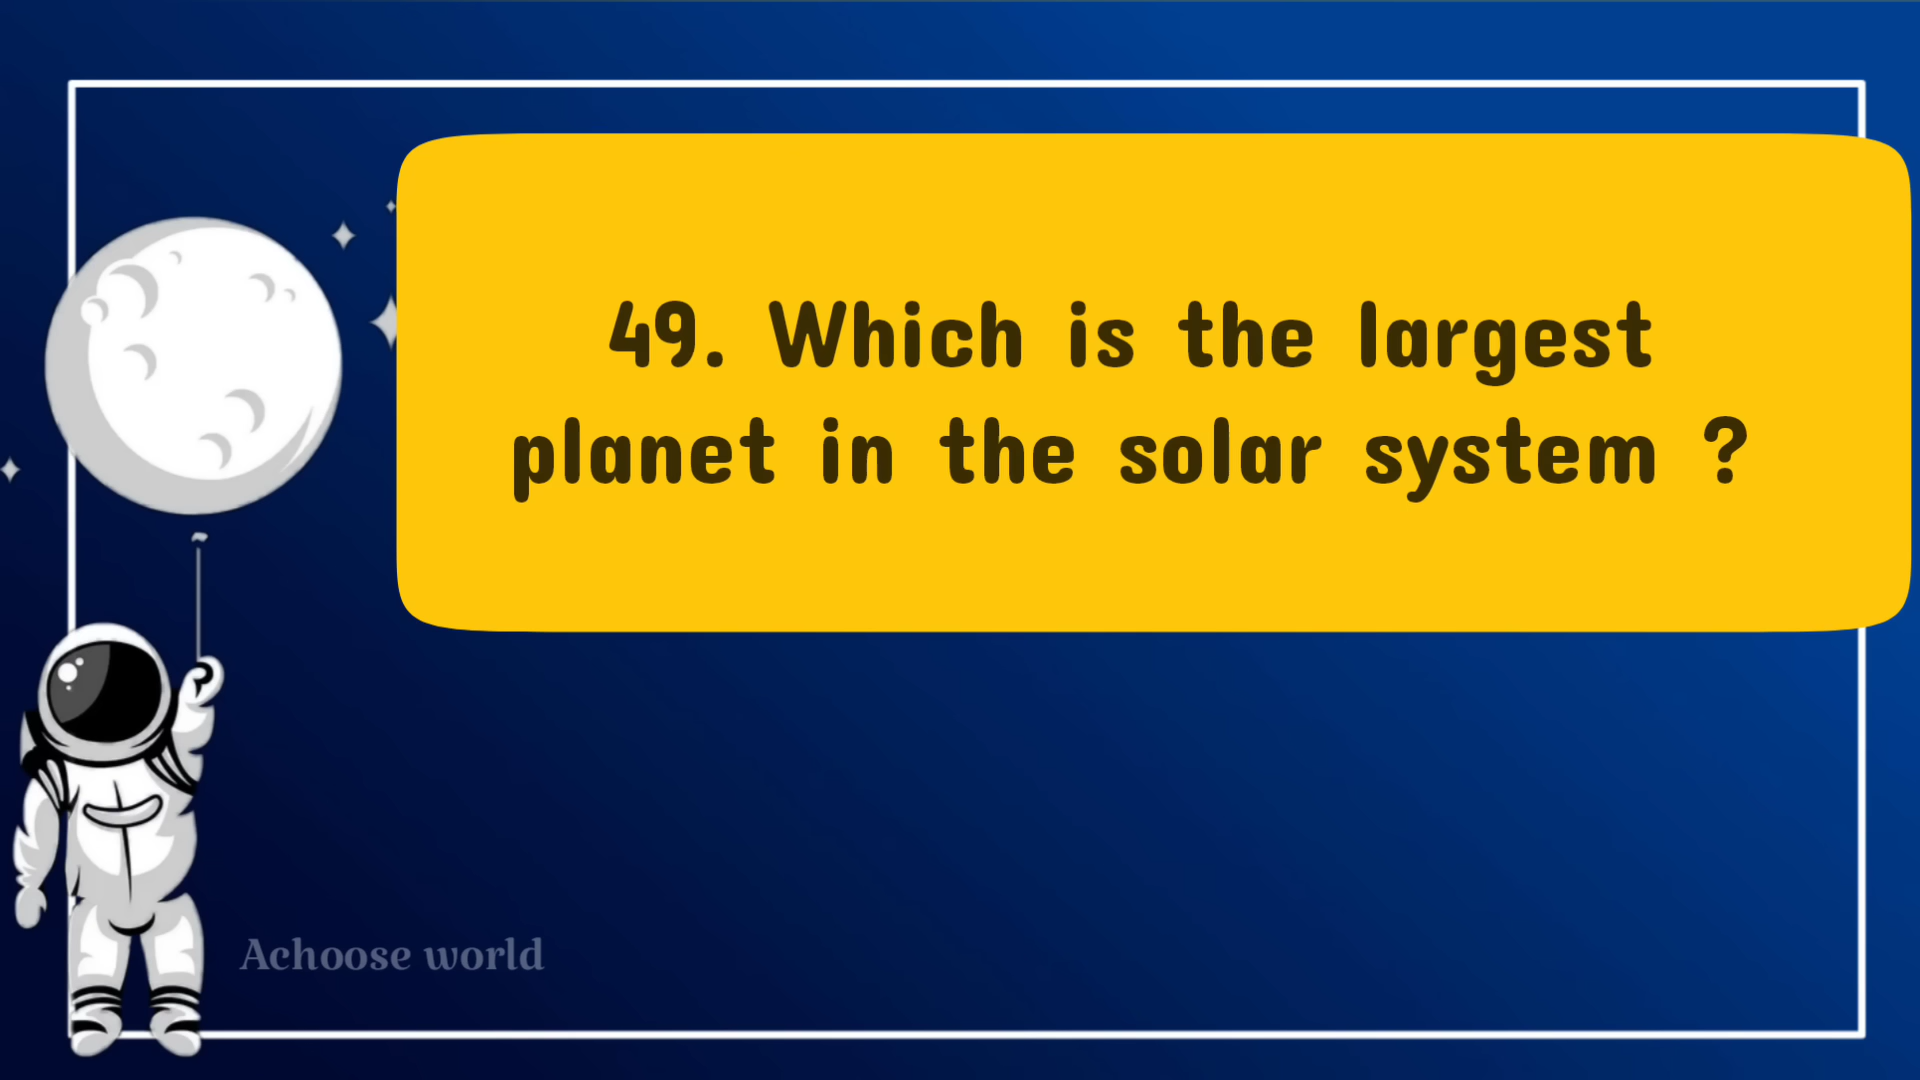 49. Which is the largest
planet in the solar system ?
Achoose world